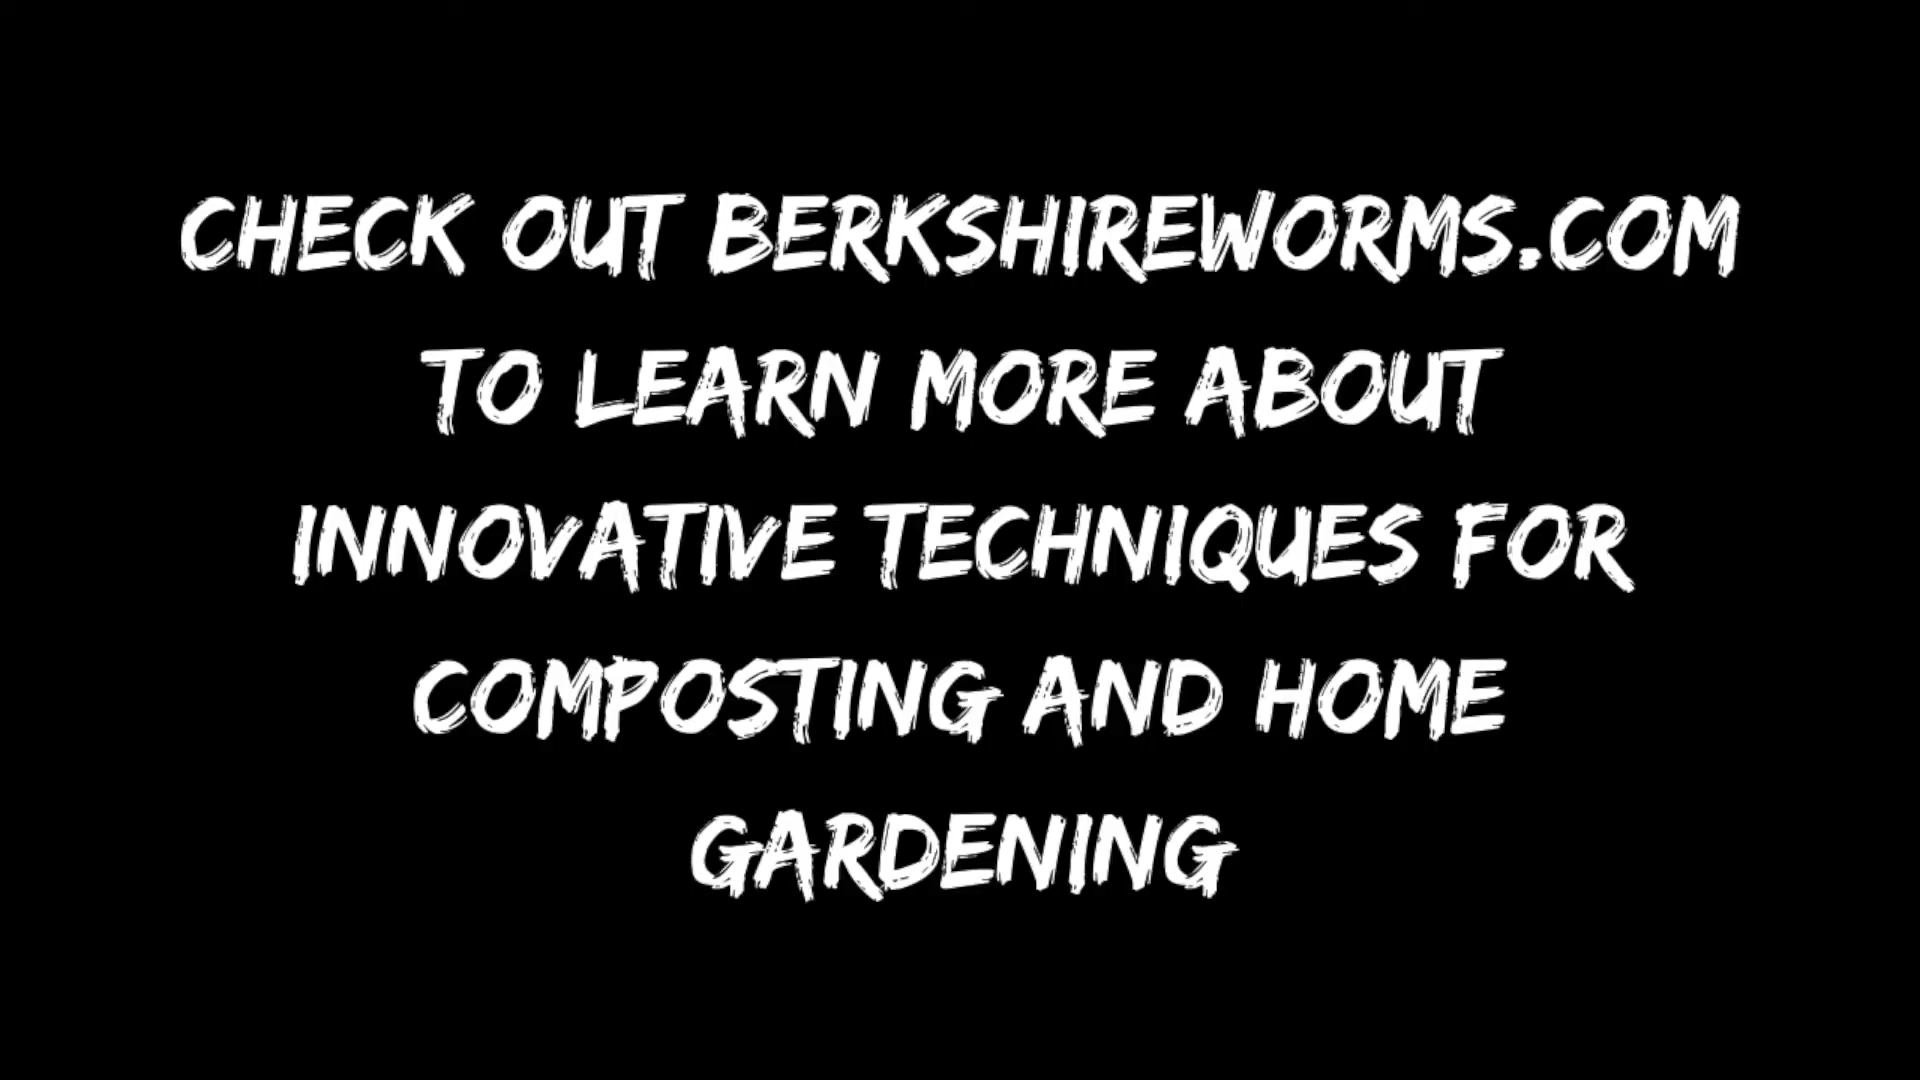 CHECK OUT BERKSHIREWORMS.COM
TO LEARN MORE ABOUT
INNOVATIVE TECHNIQUES FOR
COMPOSTING AND HOME
GARDENING